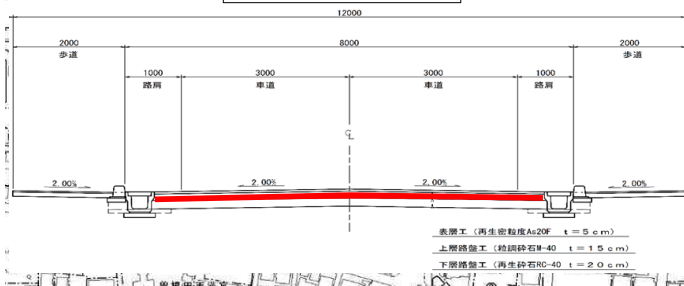 12000
2000 8000 2000
歩道 歩道
1000 3000 3000 1000
路肩 車道 車道 路肩
℄
2.00% 2.00% 2.00% 2.00%
表層工（再生密粒度As20F t＝5cm）
上層路盤工（粒調砕石M-40 t＝15cm）
下層路盤工（再生砕石RC-40 t＝20cm）